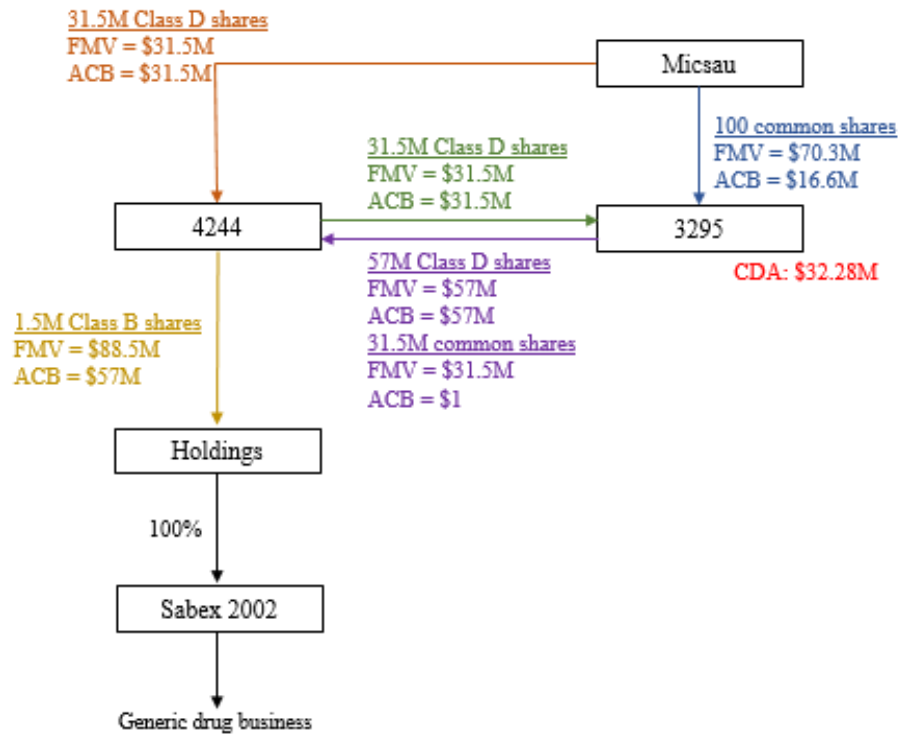 31.5M Class D shares
FMV = $31.5M
ACB = $31.5M
Micsau
100 common shares
FMV = $70.3M
ACB = $16.6M
31.5M Class D shares
FMV = $31.5M
ACB = $31.5M
4244
3295
CDA: $32.28M
57M Class D shares
FMV = $57M
ACB = $57M
31.5M common shares
FMV = $31.5M
ACB = $1
1.5M Class B shares
FMV = $88.5M
ACB = $57M
Holdings
100%
Sabex 2002
Generic drug business